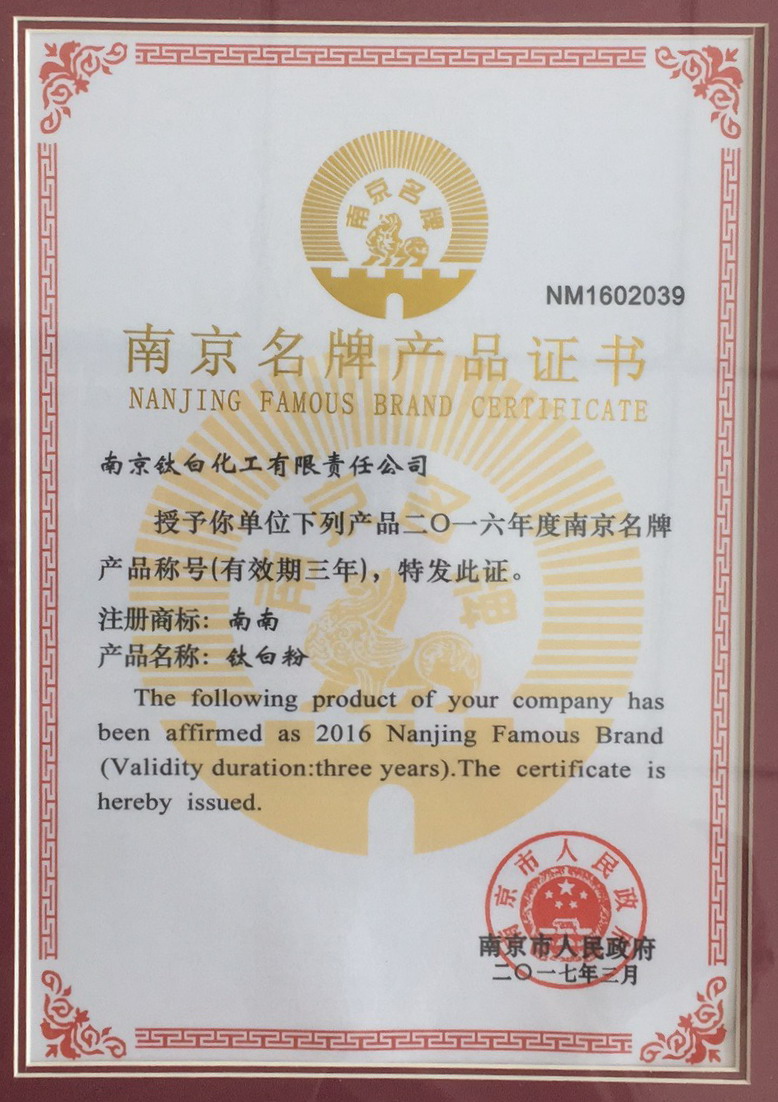 南京名牌
NM1602039
南京名牌产品证书
NANJING FAMOUS BRAND CERTIFICATE
南京钛白化工有限责任公司
授予你单位下列产品二〇一六年度南京名牌
产品称号(有效期三年)，特发此证。
注册商标：南南
产品名称：钛白粉
The following product of your company has
been affirmed as 2016 Nanjing Famous Brand
(Validity duration:three years).The certificate is
hereby issued.
南京市人民政府
南京市人民政府
二〇一七年三月